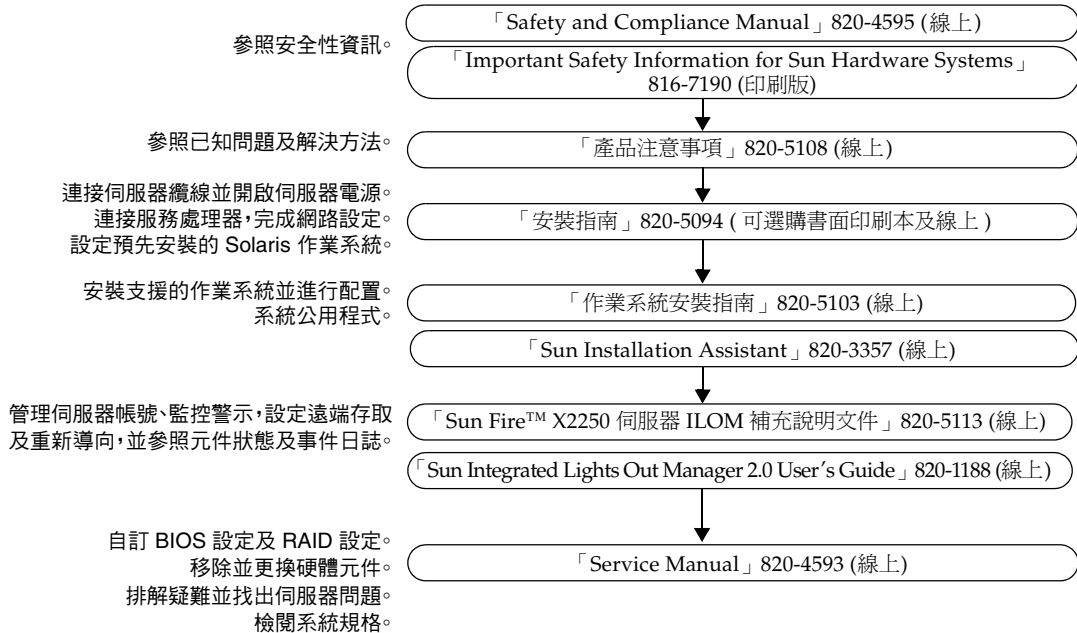 參照安全性資訊。
「Safety and Compliance Manual」820-4595 (線上)
「Important Safety Information for Sun Hardware Systems」
816-7190 (印刷版)
參照已知問題及解決方法。
「產品注意事項」820-5108 (線上)
連接伺服器纜線並開啟伺服器電源。
連接服務處理器，完成網路設定。
設定預先安裝的 Solaris 作業系統。
「安裝指南」820-5094 ( 可選購書面印刷本及線上 )
安裝支援的作業系統並進行配置。
系統公用程式。
「作業系統安裝指南」820-5103 (線上)
「Sun Installation Assistant」820-3357 (線上)
管理伺服器帳號、監控警示，設定遠端存取
及重新導向，並參照元件狀態及事件日誌。
「Sun Fire™ X2250 伺服器 ILOM 補充說明文件」820-5113 (線上)
「Sun Integrated Lights Out Manager 2.0 User’s Guide」820-1188 (線上)
自訂 BIOS 設定及 RAID 設定。
移除並更換硬體元件。
排解疑難並找出伺服器問題。
檢閱系統規格。
「Service Manual」820-4593 (線上)